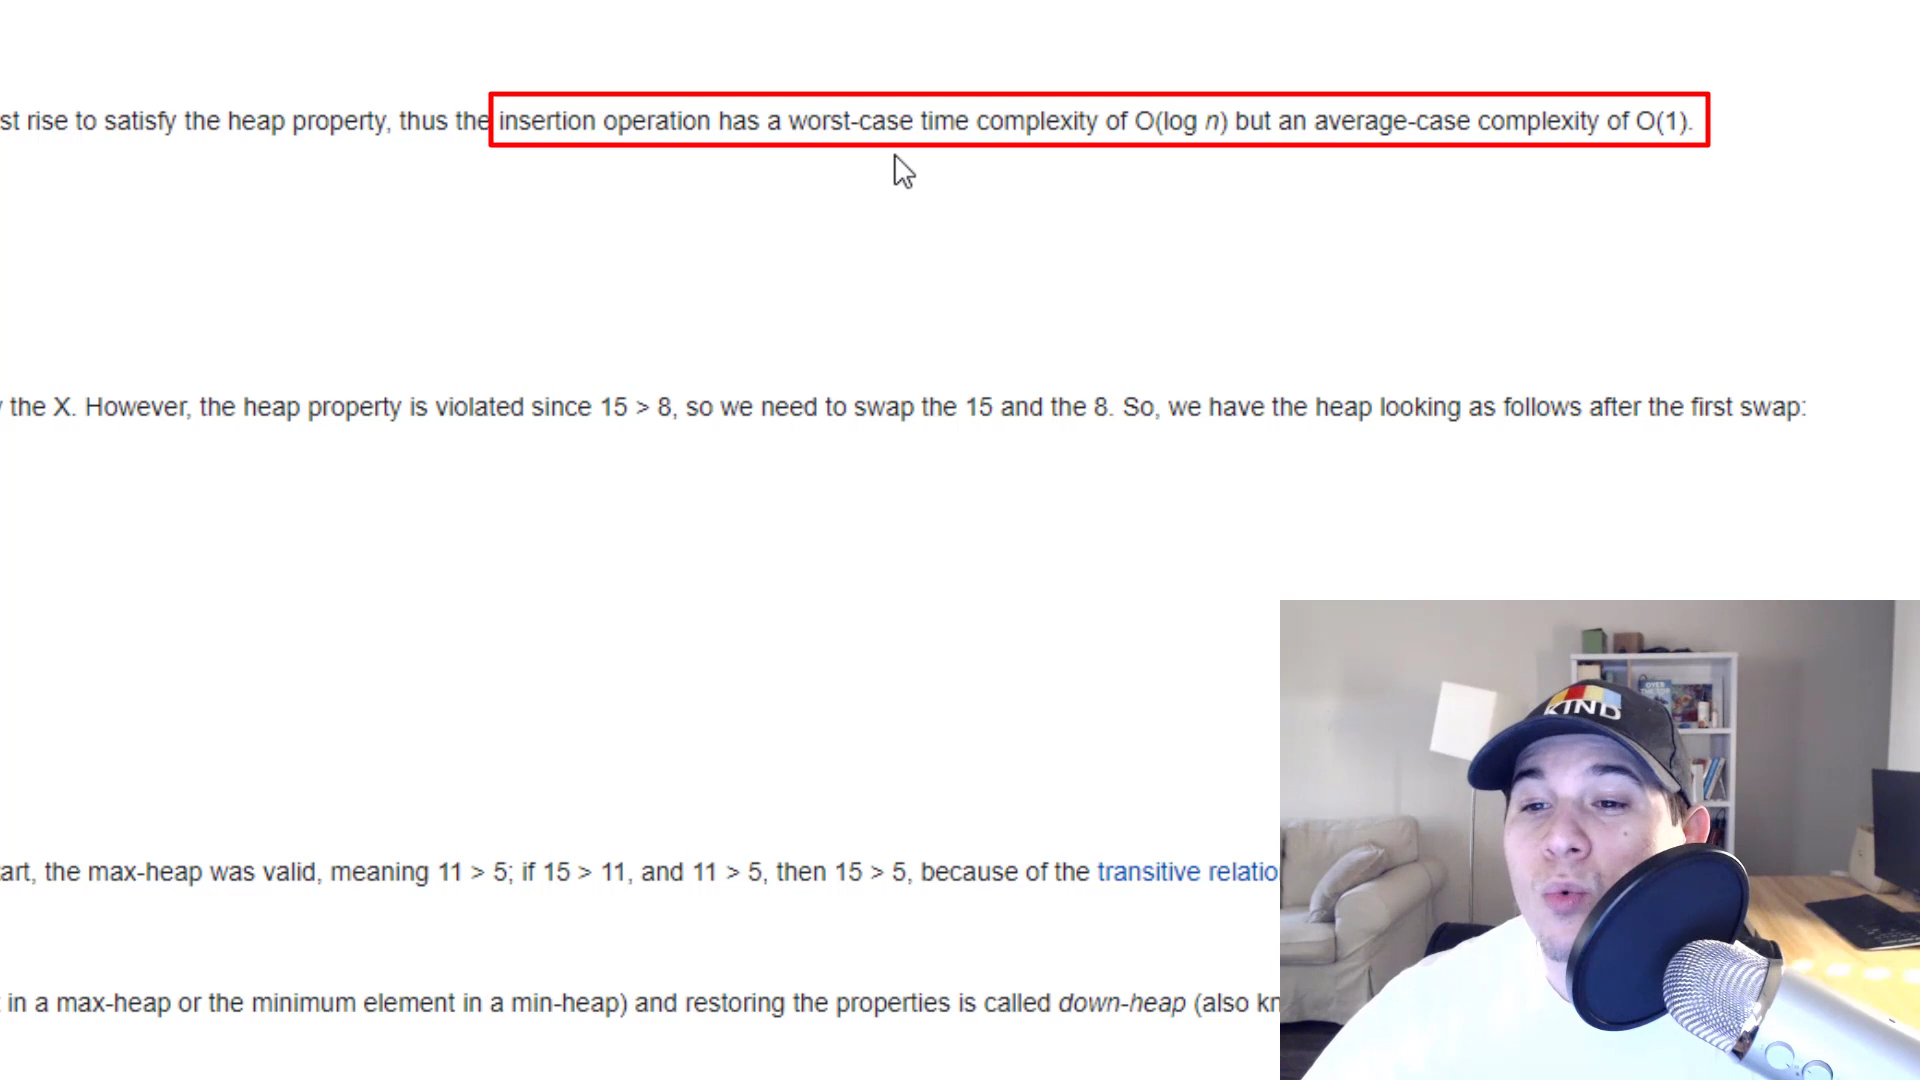 st rise to satisfy the heap property, thus the insertion operation has a worst-case time complexity of O(log n) but an average-case complexity of O(1).
the X. However, the heap property is violated since 15 > 8, so we need to swap the 15 and the 8. So, we have the heap looking as follows after the first swap:
art, the max-heap was valid, meaning 11 > 5; if 15 > 11, and 11 > 5, then 15 > 5, because of the transitive relatio
in a max-heap or the minimum element in a min-heap) and restoring the properties is called down-heap (also kn
KIND
OVER
THE TOP